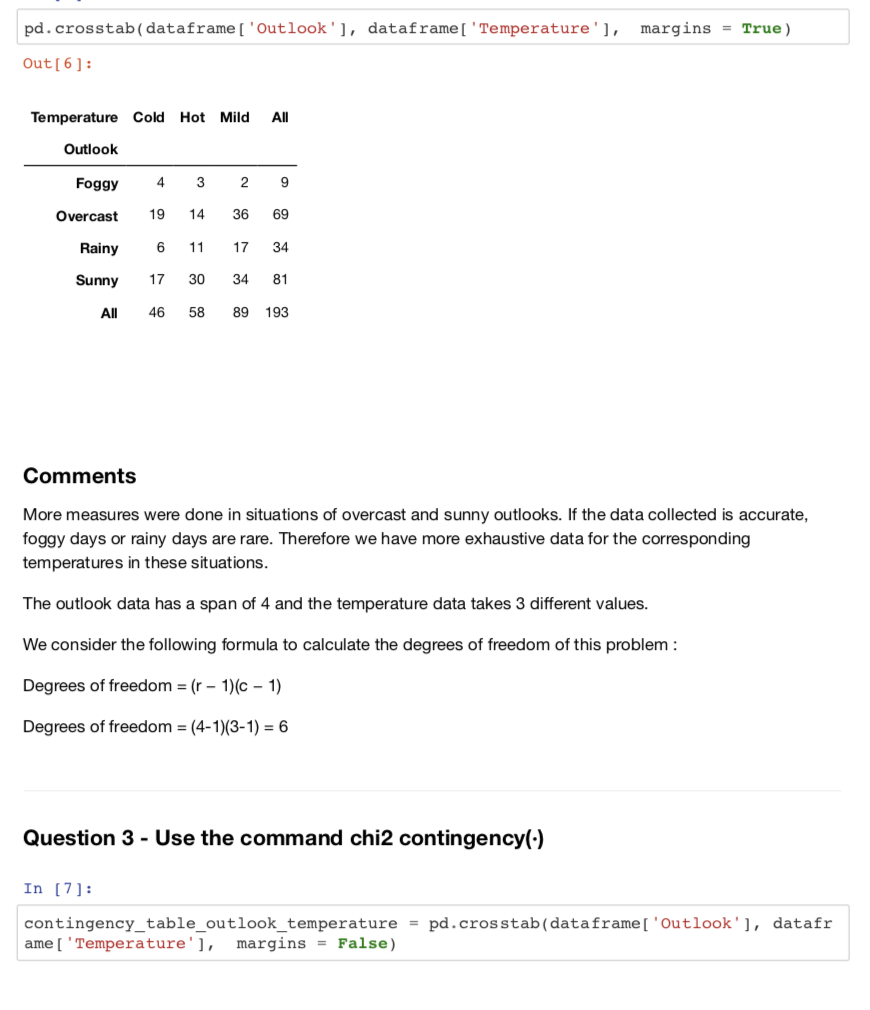 pd.crosstab(dataframe['Outlook'], dataframe['Temperature'],  margins = True)
Out[6]:
Temperature Cold Hot Mild All
Outlook
Foggy 4 3 2 9
Overcast 19 14 36 69
Rainy 6 11 17 34
Sunny 17 30 34 81
All 46 58 89 193
Comments
More measures were done in situations of overcast and sunny outlooks. If the data collected is accurate,
foggy days or rainy days are rare. Therefore we have more exhaustive data for the corresponding
temperatures in these situations.
The outlook data has a span of 4 and the temperature data takes 3 different values.
We consider the following formula to calculate the degrees of freedom of this problem :
Degrees of freedom = (r − 1)(c − 1)
Degrees of freedom = (4-1)(3-1) = 6
Question 3 - Use the command chi2 contingency(·)
In [7]:
contingency_table_outlook_temperature = pd.crosstab(dataframe['Outlook'], datafr
ame['Temperature'],  margins = False)